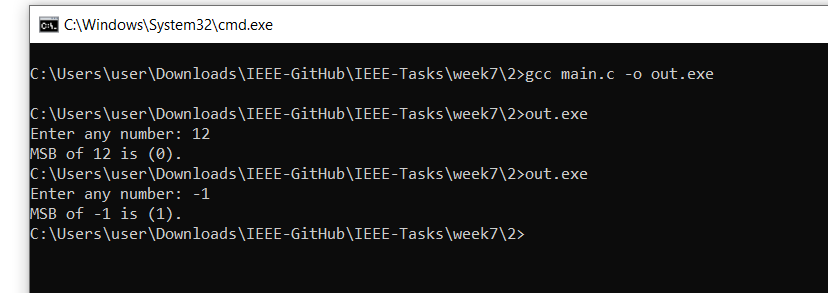 C:\Windows\System32\cmd.exe
C:\Users\user\Downloads\IEEE-GitHub\IEEE-Tasks\week7\2>gcc main.c -o out.exe
C:\Users\user\Downloads\IEEE-GitHub\IEEE-Tasks\week7\2>out.exe
Enter any number: 12
MSB of 12 is (0).
C:\Users\user\Downloads\IEEE-GitHub\IEEE-Tasks\week7\2>out.exe
Enter any number: -1
MSB of -1 is (1).
C:\Users\user\Downloads\IEEE-GitHub\IEEE-Tasks\week7\2>